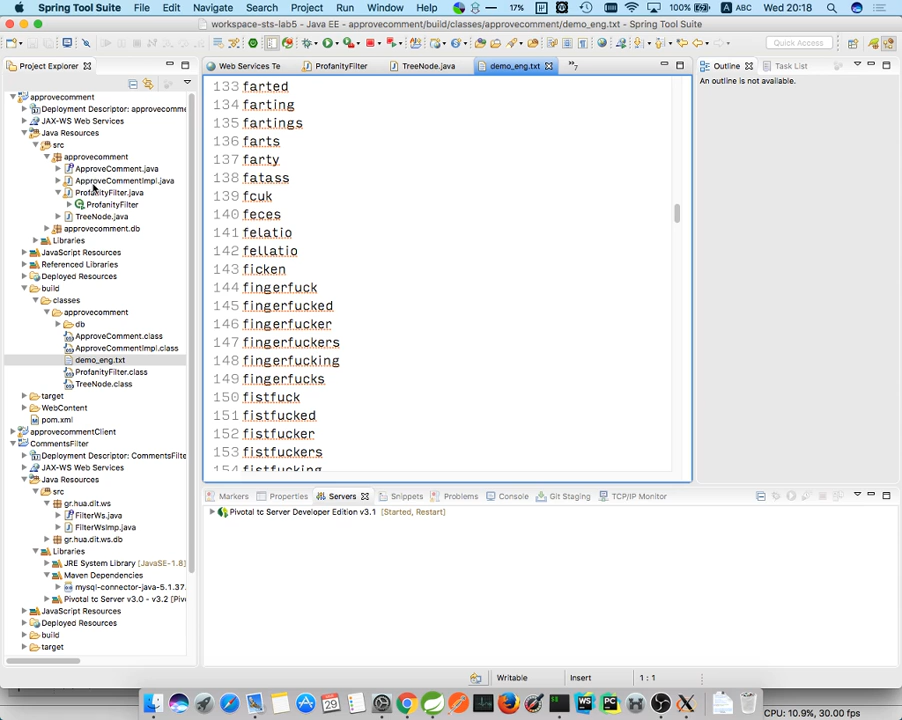 Spring Tool Suite File Edit Navigate Search Project Run Window Help 17% 100% ABC Wed 20:18
workspace-sts-lab5 - Java EE - approvecomment/build/classes/approvecomment/demo_eng.txt - Spring Tool Suite
Quick Access
Project Explorer
Web Services Te ProfanityFilter TreeNode.java demo_eng.txt »7
Outline Task List
An outline is not available.
approvecomment
Deployment Descriptor: approvecomme
JAX-WS Web Services
Java Resources
src
approvecomment
ApproveComment.java
ApproveCommentImpl.java
ProfanityFilter.java
ProfanityFilter
TreeNode.java
approvecomment.db
Libraries
JavaScript Resources
Referenced Libraries
Deployed Resources
build
classes
approvecomment
db
ApproveComment.class
ApproveCommentImpl.class
demo_eng.txt
ProfanityFilter.class
TreeNode.class
target
WebContent
pom.xml
approvecommentClient
CommentsFilter
Deployment Descriptor: CommentsFilte
JAX-WS Web Services
Java Resources
src
gr.hua.dit.ws
FilterWs.java
FilterWsImp.java
gr.hua.dit.ws.db
Libraries
JRE System Library [JavaSE-1.8]
Maven Dependencies
mysql-connector-java-5.1.37.
Pivotal tc Server v3.0 - v3.2 [Piv
JavaScript Resources
Deployed Resources
build
target
133 farted
134 farting
135 fartings
136 farts
137 farty
138 fatass
139 fcuk
140 feces
141 felatio
142 fellatio
143 ficken
144 fingerfuck
145 fingerfucked
146 fingerfucker
147 fingerfuckers
148 fingerfucking
149 fingerfucks
150 fistfuck
151 fistfucked
152 fistfucker
153 fistfuckers
154 fistfucking
Markers Properties Servers Snippets Problems Console Git Staging TCP/IP Monitor
Pivotal tc Server Developer Edition v3.1 [Started, Restart]
Writable Insert 1 : 1
CPU: 10.9%, 30.00 fps